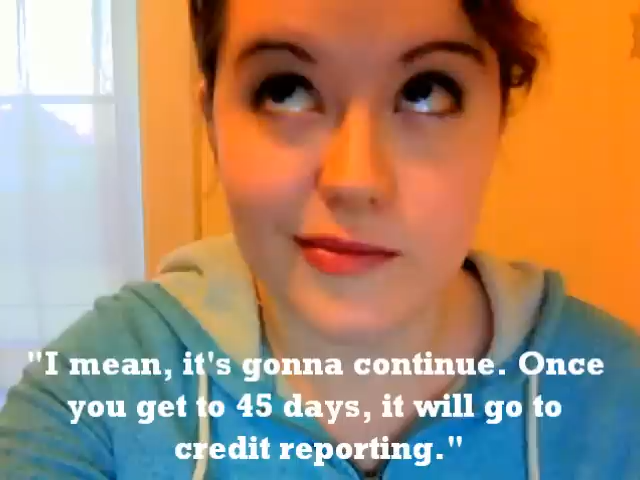 "I mean, it's gonna continue. Once
you get to 45 days, it will go to
credit reporting."